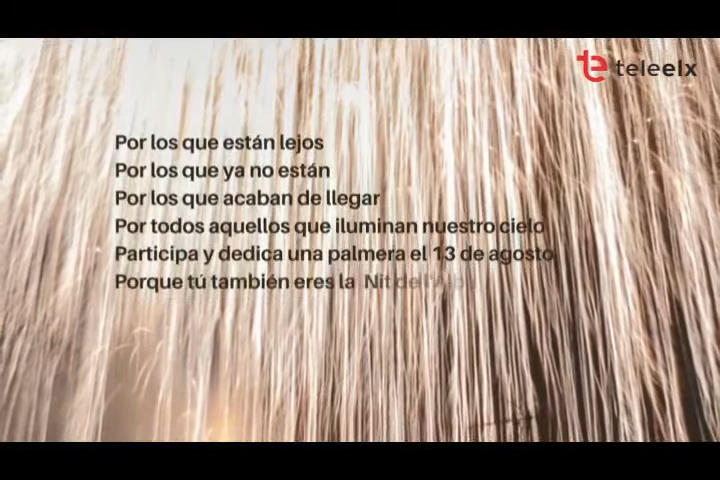 teleelx
Por los que están lejos
Por los que ya no están
Por los que acaban de llegar
Por todos aquellos que iluminan nuestro cielo
Participa y dedica una palmera el 13 de agosto
Porque tú también eres la Nit de